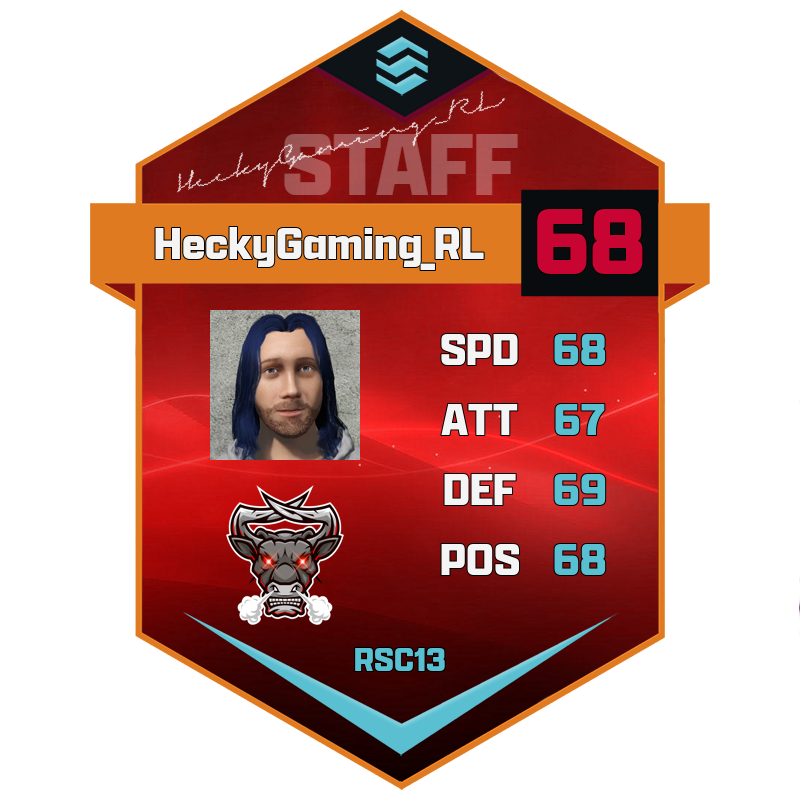 HeckyGaming_RL
STAFF
HeckyGaming_RL 68
SPD 68
ATT 67
DEF 69
POS 68
RSC13